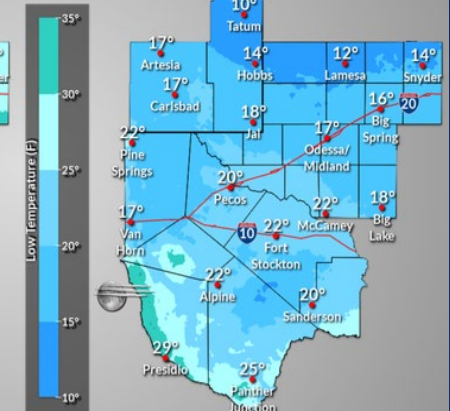 35°
30°
25°
20°
15°
10°
Low Temperature (F)
er
10°
Tatum
17°
Artesia
14°
Hobbs
12°
Lamesa
14°
Snyder
17°
Carlsbad
16°
Big
Spring
20
18°
Jal
17°
Odessa/
Midland
22°
Pine
Springs
20°
Pecos
22°
McCamey
18°
Big
Lake
17°
Van
Horn
10
22°
Fort
Stockton
22°
Alpine
20°
Sanderson
29°
Presidio
25°
Panther
Junction